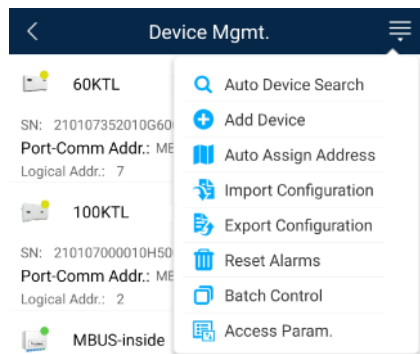 Device Mgmt.
60KTL
SN: 210107352010G60
Port-Comm Addr.: ME
Logical Addr.: 7
100KTL
SN: 210107000010H50
Port-Comm Addr.: ME
Logical Addr.: 2
MBUS-inside
Auto Device Search
Add Device
Auto Assign Address
Import Configuration
Export Configuration
Reset Alarms
Batch Control
Access Param.